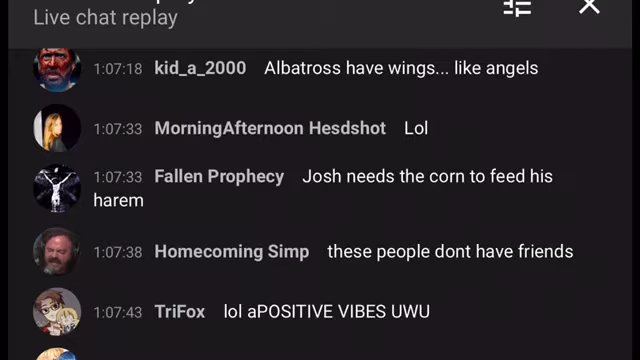 Live chat replay
1:07:18 kid_a_2000 Albatross have wings... like angels
1:07:33 MorningAfternoon Hesdshot Lol
1:07:33 Fallen Prophecy Josh needs the corn to feed his
harem
1:07:38 Homecoming Simp these people dont have friends
1:07:43 TriFox lol aPOSITIVE VIBES UWU